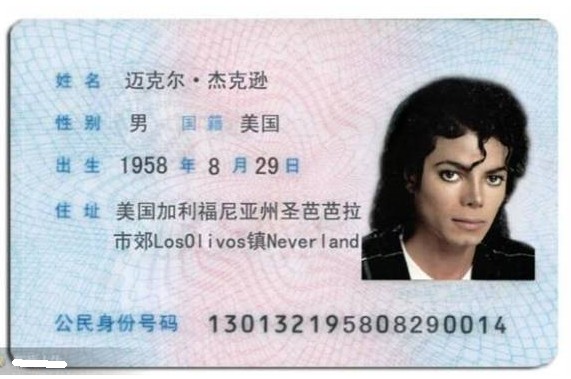 姓名 迈克尔·杰克逊
性别 男 国籍 美国
出生 1958 年 8 月 29 日
住址 美国加利福尼亚州圣芭芭拉
市郊LosOlivos镇Neverland
公民身份号码 130132195808290014